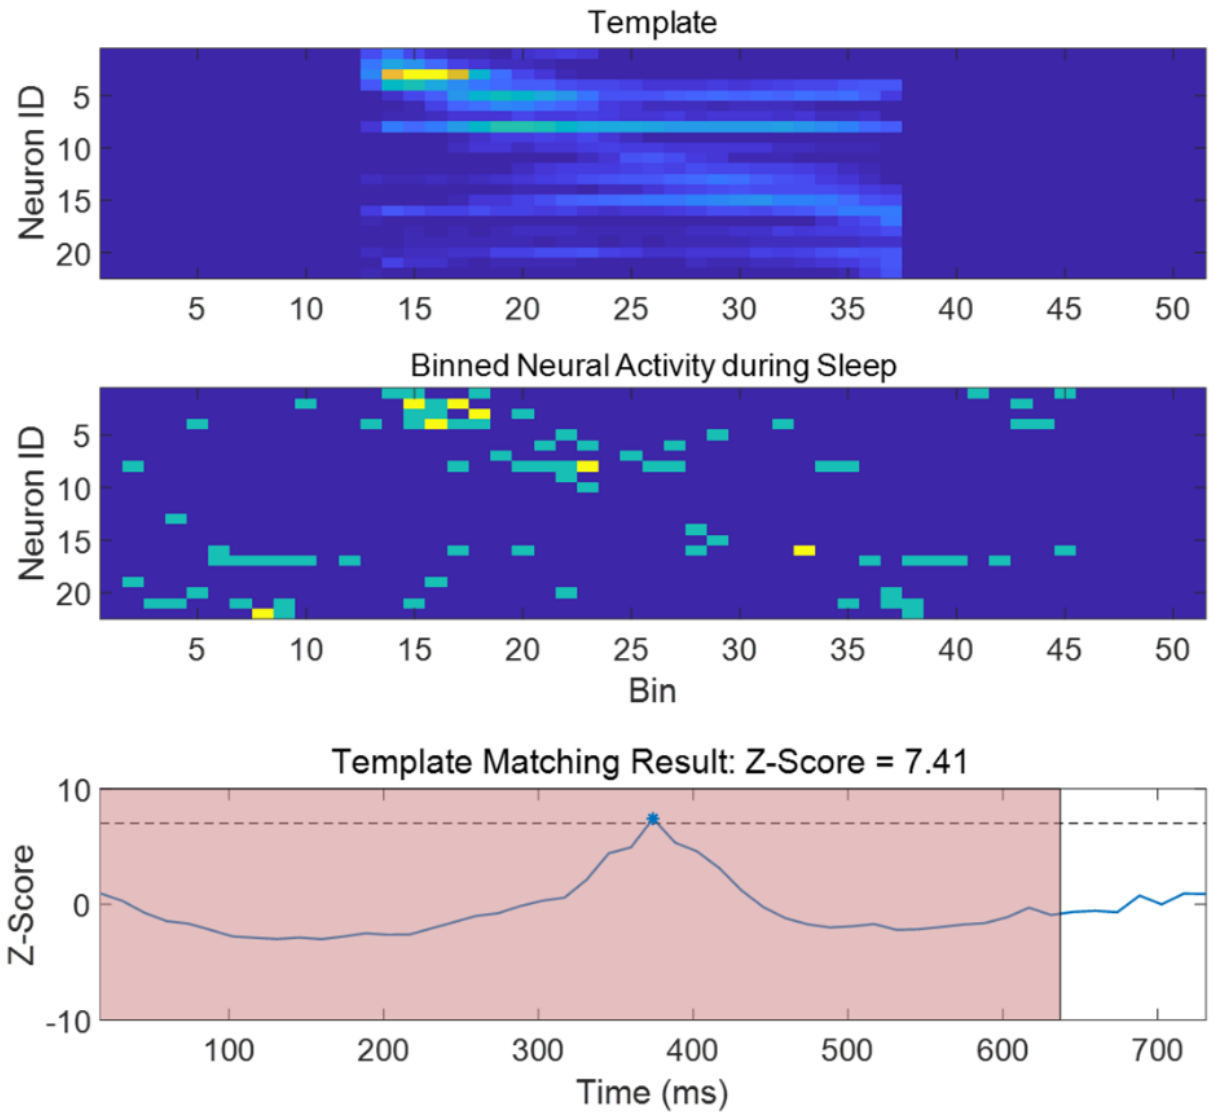 Template
Neuron ID
5
10
15
20
5 10 15 20 25 30 35 40 45 50
Binned Neural Activity during Sleep
Neuron ID
5
10
15
20
5 10 15 20 25 30 35 40 45 50
Bin
Template Matching Result: Z-Score = 7.41
Z-Score
10
0
-10
100 200 300 400 500 600 700
Time (ms)